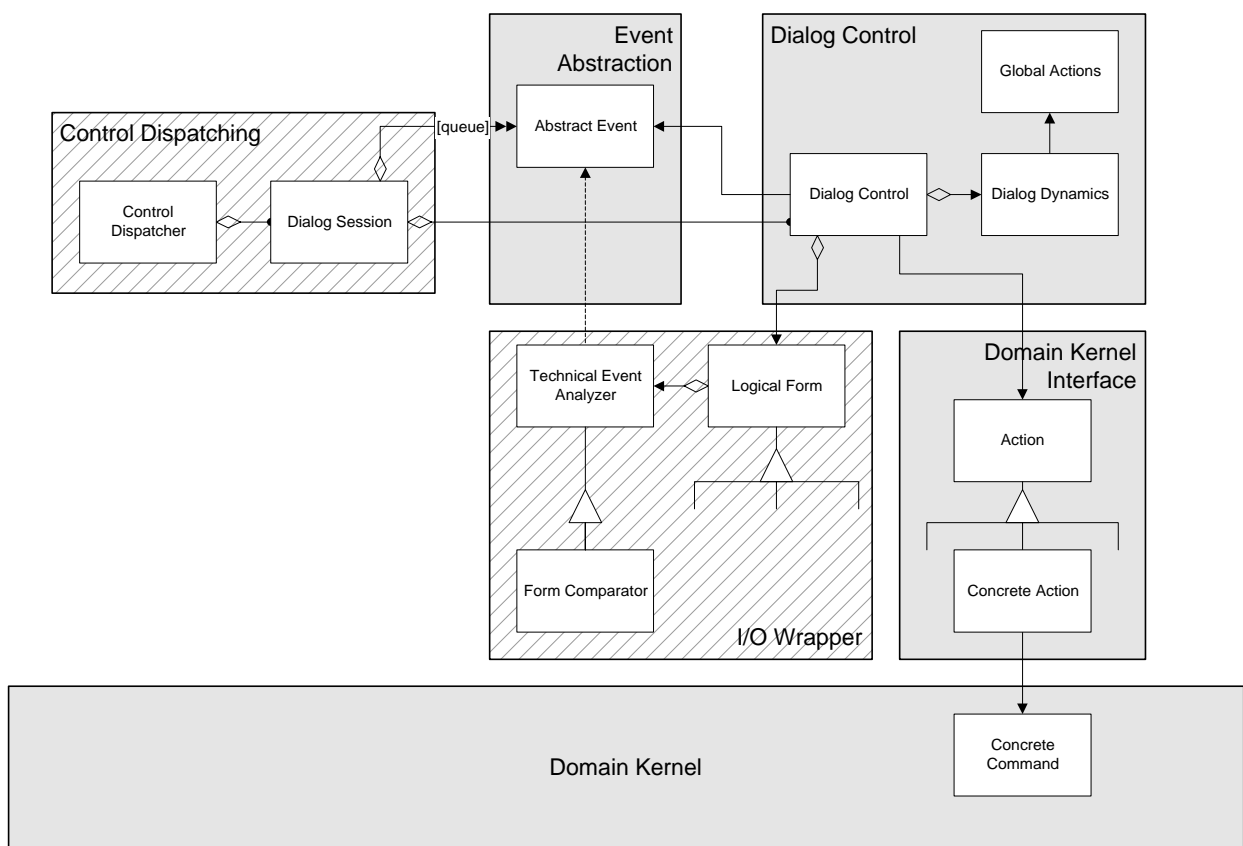 Event
Abstraction
Dialog Control
Global Actions
Control Dispatching
[queue]
Abstract Event
Control
Dispatcher
Dialog Session
Dialog Control
Dialog Dynamics
Technical Event
Analyzer
Logical Form
Domain Kernel
Interface
Action
Form Comparator
Concrete Action
I/O Wrapper
Domain Kernel
Concrete
Command